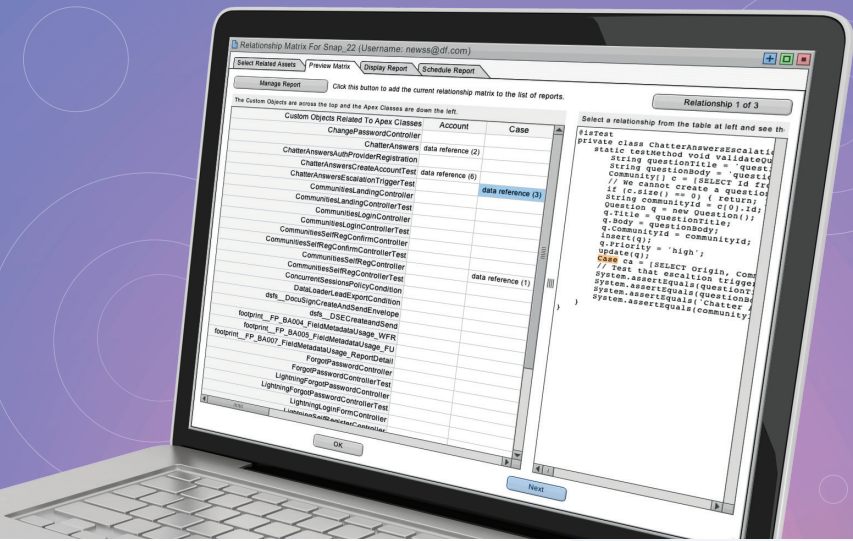 Relationship Matrix For Snap_22 (Username: newss@df.com)
Select Related Assets
Preview Matrix
Display Report
Schedule Report
Manage Report
Click this button to add the current relationship matrix to the list of reports.
Relationship 1 of 3
The Custom Objects are across the top and the Apex Classes are down the left.
Select a relationship from the table at left and see th
Custom Objects Related To Apex Classes Account Case
ChangePasswordController
ChatterAnswers data reference (2)
ChatterAnswersAuthProviderRegistration
ChatterAnswersCreateAccountTest data reference (6)
ChatterAnswersEscalationTriggerTest data reference (3)
CommunitiesLandingController
CommunitiesLandingControllerTest
CommunitiesLoginController
CommunitiesLoginControllerTest
CommunitiesSelfRegConfirmController
CommunitiesSelfRegConfirmControllerTest
CommunitiesSelfRegController
CommunitiesSelfRegControllerTest data reference (1)
ConcurrentSessionsPolicyCondition
DataLoaderLeadExportCondition
dsfs__DocuSignCreateAndSendEnvelope
dsfs__DSECreateandSend
footprint__FP_BA004_FieldMetadataUsage_WFR
footprint__FP_BA005_FieldMetadataUsage_FU
footprint__FP_BA007_FieldMetadataUsage_ReportDetail
ForgotPasswordController
ForgotPasswordControllerTest
LightningForgotPasswordController
LightningForgotPasswordControllerTest
LightningLoginFormController
LightningSelfRegisterController
@isTest
private class ChatterAnswersEscalatio
static testMethod void validateQu
String questionTitle = 'quest
String questionBody = 'questi
Community[] c = [SELECT Id fro
// We cannot create a question
if (c.size() == 0) { return; }
String communityId = c[0].Id;
Question q = new Question();
q.Title = questionTitle;
q.Body = questionBody;
q.CommunityId = communityId;
insert(q);
q.Priority = 'high';
update(q);
Case ca = [SELECT Origin, Comm
// Test that escaltion trigger
System.assertEquals(questionT
System.assertEquals(questionBo
System.assertEquals('Chatter A
System.assertEquals(community
}
}
OK
Next